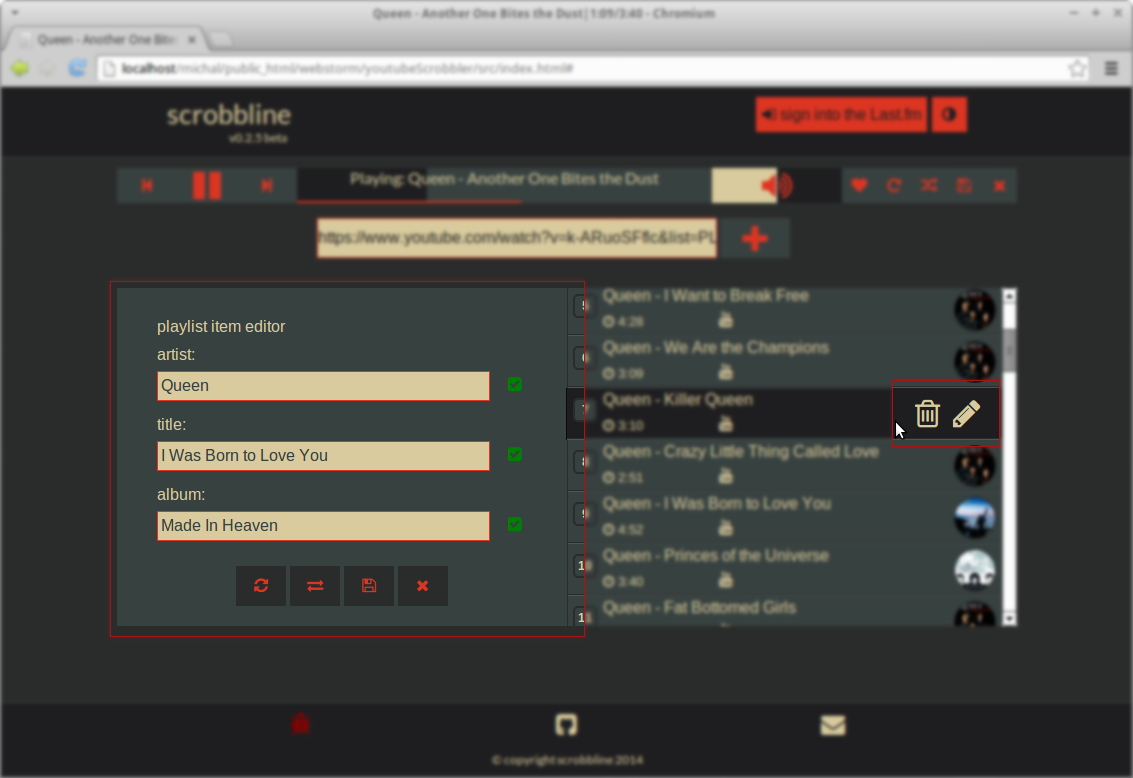 Queen - Another One Bites the Dust | 1:09/3:40 - Chromium
Queen - Another One Bites
localhost/michal/public_html/webstorm/youtubeScrobbler/src/index.html#
scrobbline
v0.2.5 beta
sign into the Last.fm
Playing: Queen - Another One Bites the Dust
https://www.youtube.com/watch?v=k-ARuoSFflc&list=PL
playlist item editor
artist:
Queen
title:
I Was Born to Love You
album:
Made In Heaven
5
Queen - I Want to Break Free
4:28
6
Queen - We Are the Champions
3:09
7
Queen - Killer Queen
3:10
8
Queen - Crazy Little Thing Called Love
2:51
9
Queen - I Was Born to Love You
4:52
10
Queen - Princes of the Universe
3:40
11
Queen - Fat Bottomed Girls
© copyright scrobbline 2014